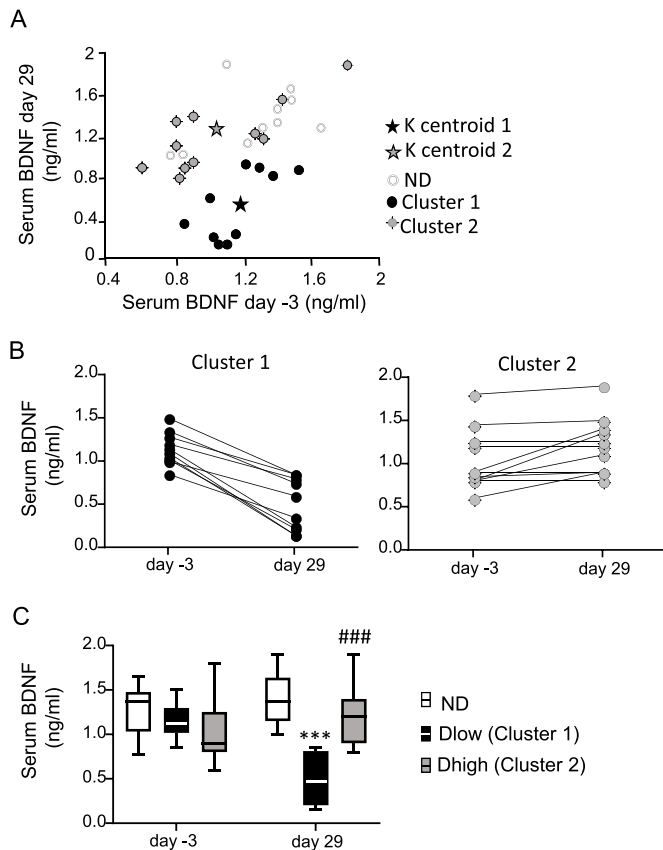 A
Serum BDNF day 29
(ng/ml)
2
1.6
1.2
0.8
0.4
0
0.4 0.8 1.2 1.6 2
Serum BDNF day -3 (ng/ml)
K centroid 1
K centroid 2
ND
Cluster 1
Cluster 2
B
Cluster 1
Serum BDNF
(ng/ml)
2.0
1.5
1.0
0.5
0.0
day -3 day 29
Cluster 2
2.0
1.5
1.0
0.5
0.0
day -3 day 29
C
Serum BDNF
(ng/ml)
2.0
1.5
1.0
0.5
0.0
***
###
day -3 day 29
ND
Dlow (Cluster 1)
Dhigh (Cluster 2)